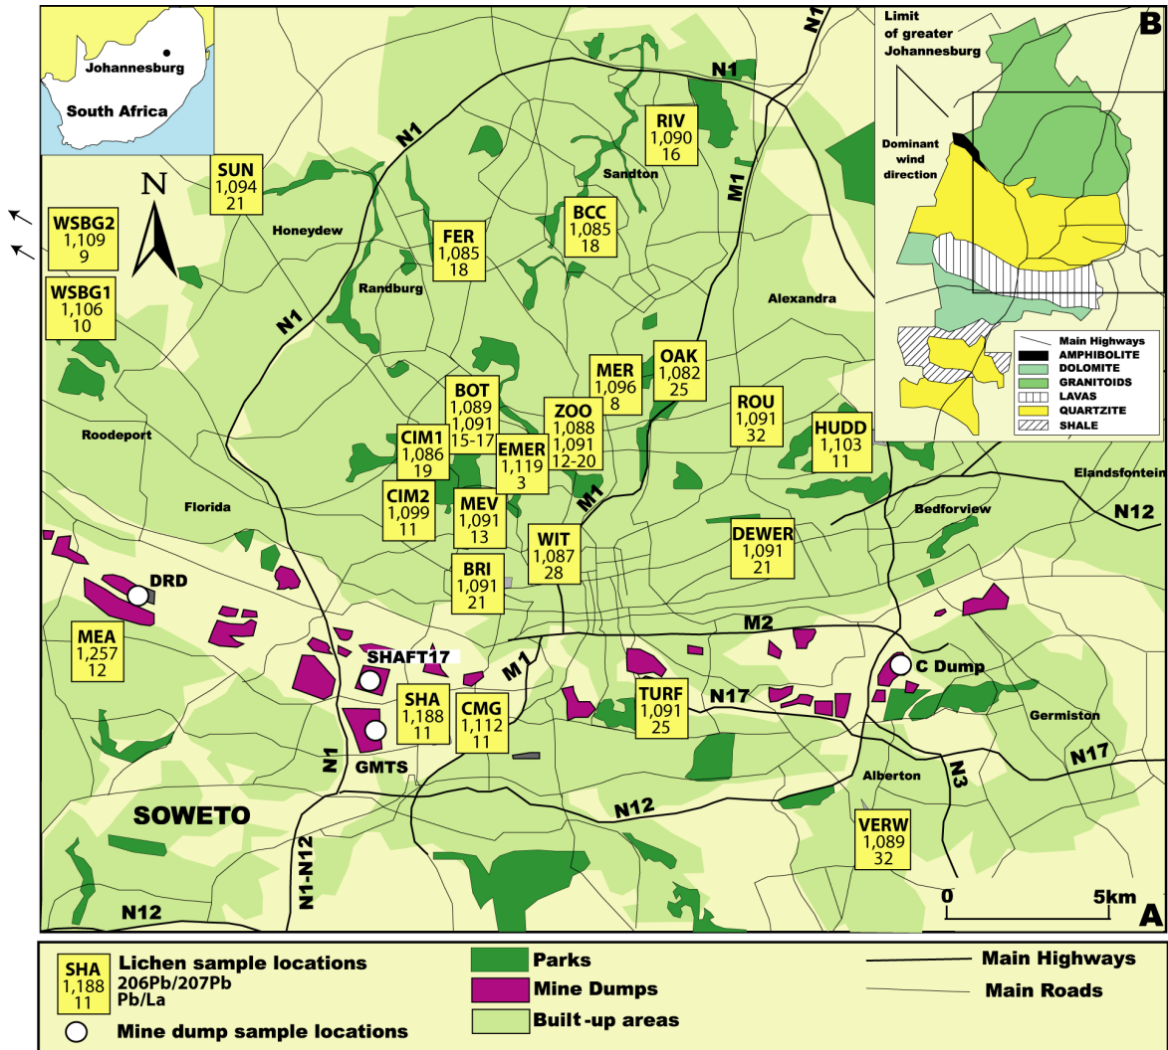 Johannesburg
South Africa
N
WSBG2
1,109
9
WSBG1
1,106
10
SUN
1,094
21
Honeydew
N1
N1
N1
N1
RIV
1,090
16
Sandton
M1
BCC
1,085
18
FER
1,085
18
Randburg
N1
Alexandra
B
Limit
of greater
Johannesburg
Dominant
wind
direction
Main Highways
AMPHIBOLITE
DOLOMITE
GRANITOIDS
LAVAS
QUARTZITE
SHALE
Roodeport
Florida
BOT
1,089
1,091
15-17
CIM1
1,086
19
CIM2
1,099
11
EMER
1,119
3
MEV
1,091
13
ZOO
1,088
1,091
12-20
MER
1,096
8
OAK
1,082
25
ROU
1,091
32
HUDD
1,103
11
M1
WIT
1,087
28
BRI
1,091
21
DEWER
1,091
21
Elandsfontein
Bedforview
N12
DRD
MEA
1,257
12
SHAFT17
SHA
1,188
11
GMTS
CMG
1,112
11
M1
M2
TURF
1,091
25
N17
C Dump
Germiston
N17
N3
Alberton
N1
SOWETO
N12
N1-N12
N12
VERW
1,089
32
0 5km
A
SHA
1,188
11
Lichen sample locations
206Pb/207Pb
Pb/La
Mine dump sample locations
Parks
Mine Dumps
Built-up areas
Main Highways
Main Roads